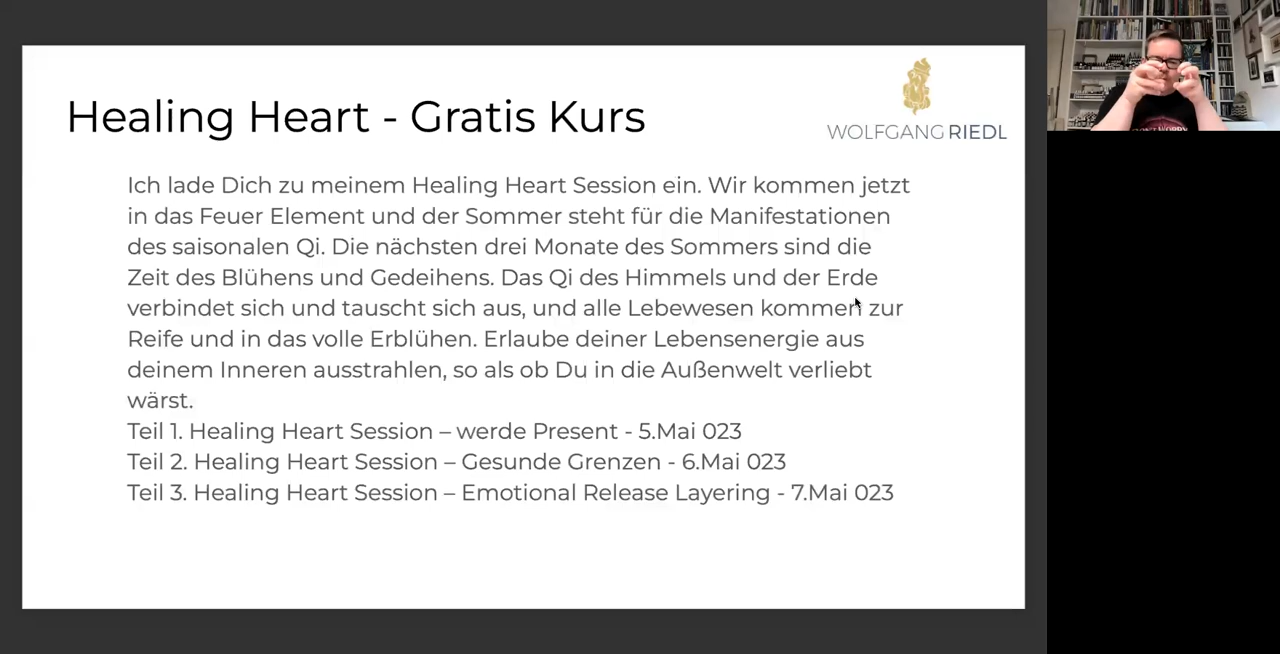 Healing Heart - Gratis Kurs
WOLFGANG RIEDL
Ich lade Dich zu meinem Healing Heart Session ein. Wir kommen jetzt
in das Feuer Element und der Sommer steht für die Manifestationen
des saisonalen Qi. Die nächsten drei Monate des Sommers sind die
Zeit des Blühens und Gedeihens. Das Qi des Himmels und der Erde
verbindet sich und tauscht sich aus, und alle Lebewesen kommen zur
Reife und in das volle Erblühen. Erlaube deiner Lebensenergie aus
deinem Inneren ausstrahlen, so als ob Du in die Außenwelt verliebt
wärst.
Teil 1. Healing Heart Session – werde Present - 5.Mai 023
Teil 2. Healing Heart Session – Gesunde Grenzen - 6.Mai 023
Teil 3. Healing Heart Session – Emotional Release Layering - 7.Mai 023